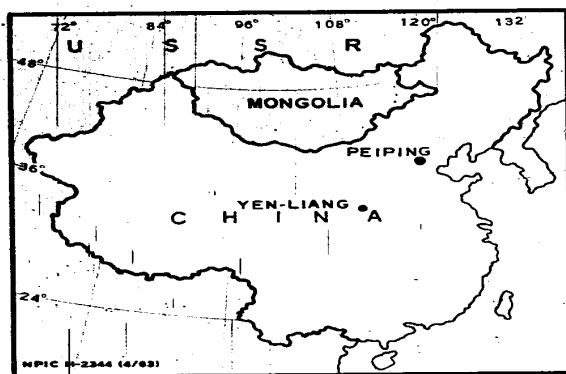 72° 84° 96° 108° 120° 132
U S S R
48°
MONGOLIA
PEIPING
36°
YEN-LIANG
C H I N A
24°
NPIC H-2344 (4/63)